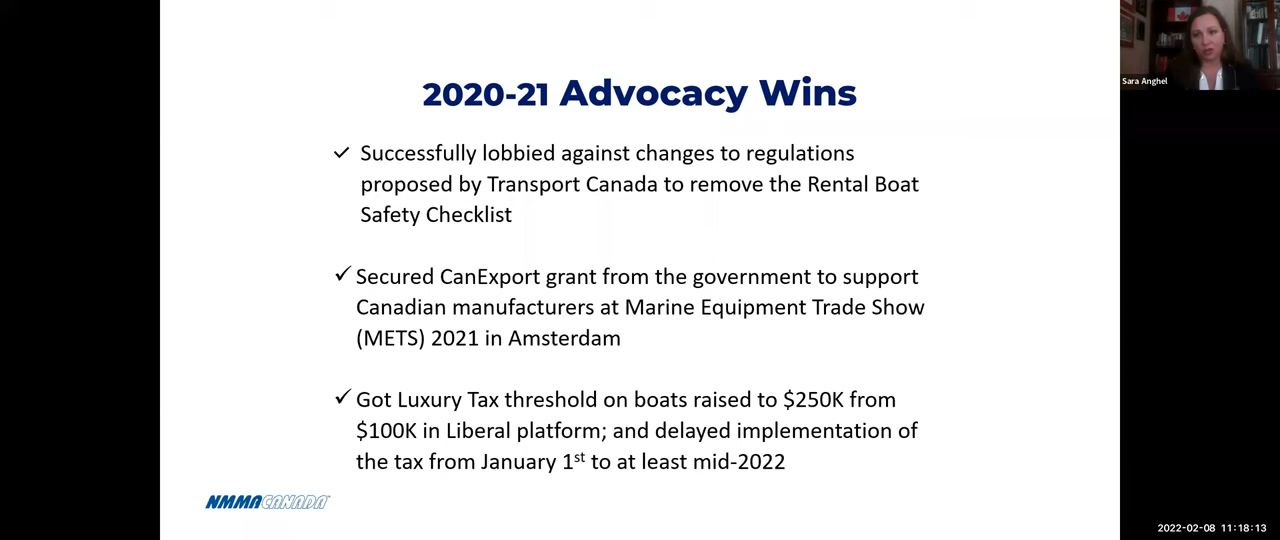 2020-21 Advocacy Wins
Sara Anghel
✓ Successfully lobbied against changes to regulations
proposed by Transport Canada to remove the Rental Boat
Safety Checklist
✓ Secured CanExport grant from the government to support
Canadian manufacturers at Marine Equipment Trade Show
(METS) 2021 in Amsterdam
✓ Got Luxury Tax threshold on boats raised to $250K from
$100K in Liberal platform; and delayed implementation of
the tax from January 1st to at least mid-2022
NMMA CANADA
2022-02-08 11:18:13